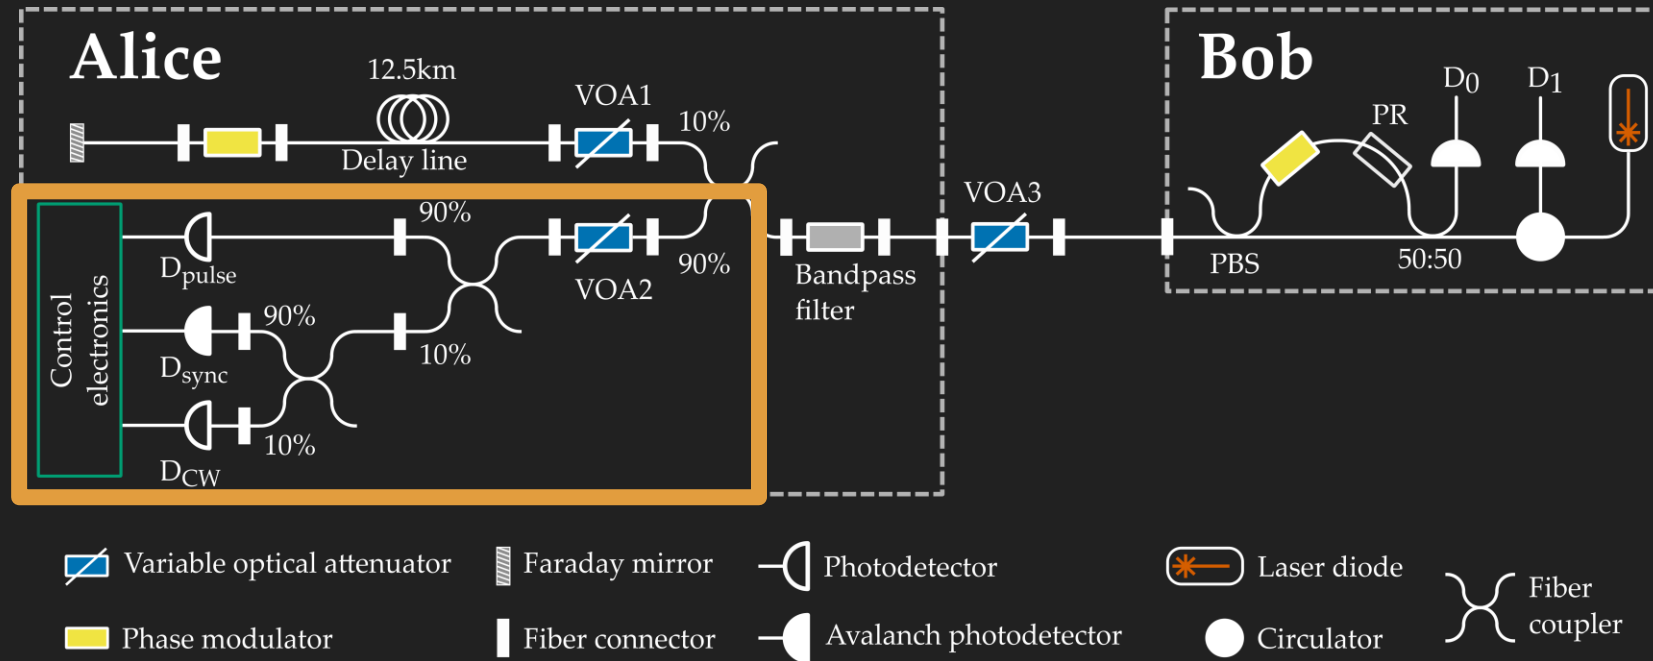 Alice
Bob
12.5km
Delay line
VOA1
10%
VOA3
PR
D0
D1
PBS
50:50
Control
electronics
Dpulse
90%
VOA2
90%
Bandpass
filter
Dsync
90%
10%
DCW
10%
Variable optical attenuator
Faraday mirror
Photodetector
Laser diode
Fiber
coupler
Phase modulator
Fiber connector
Avalanch photodetector
Circulator